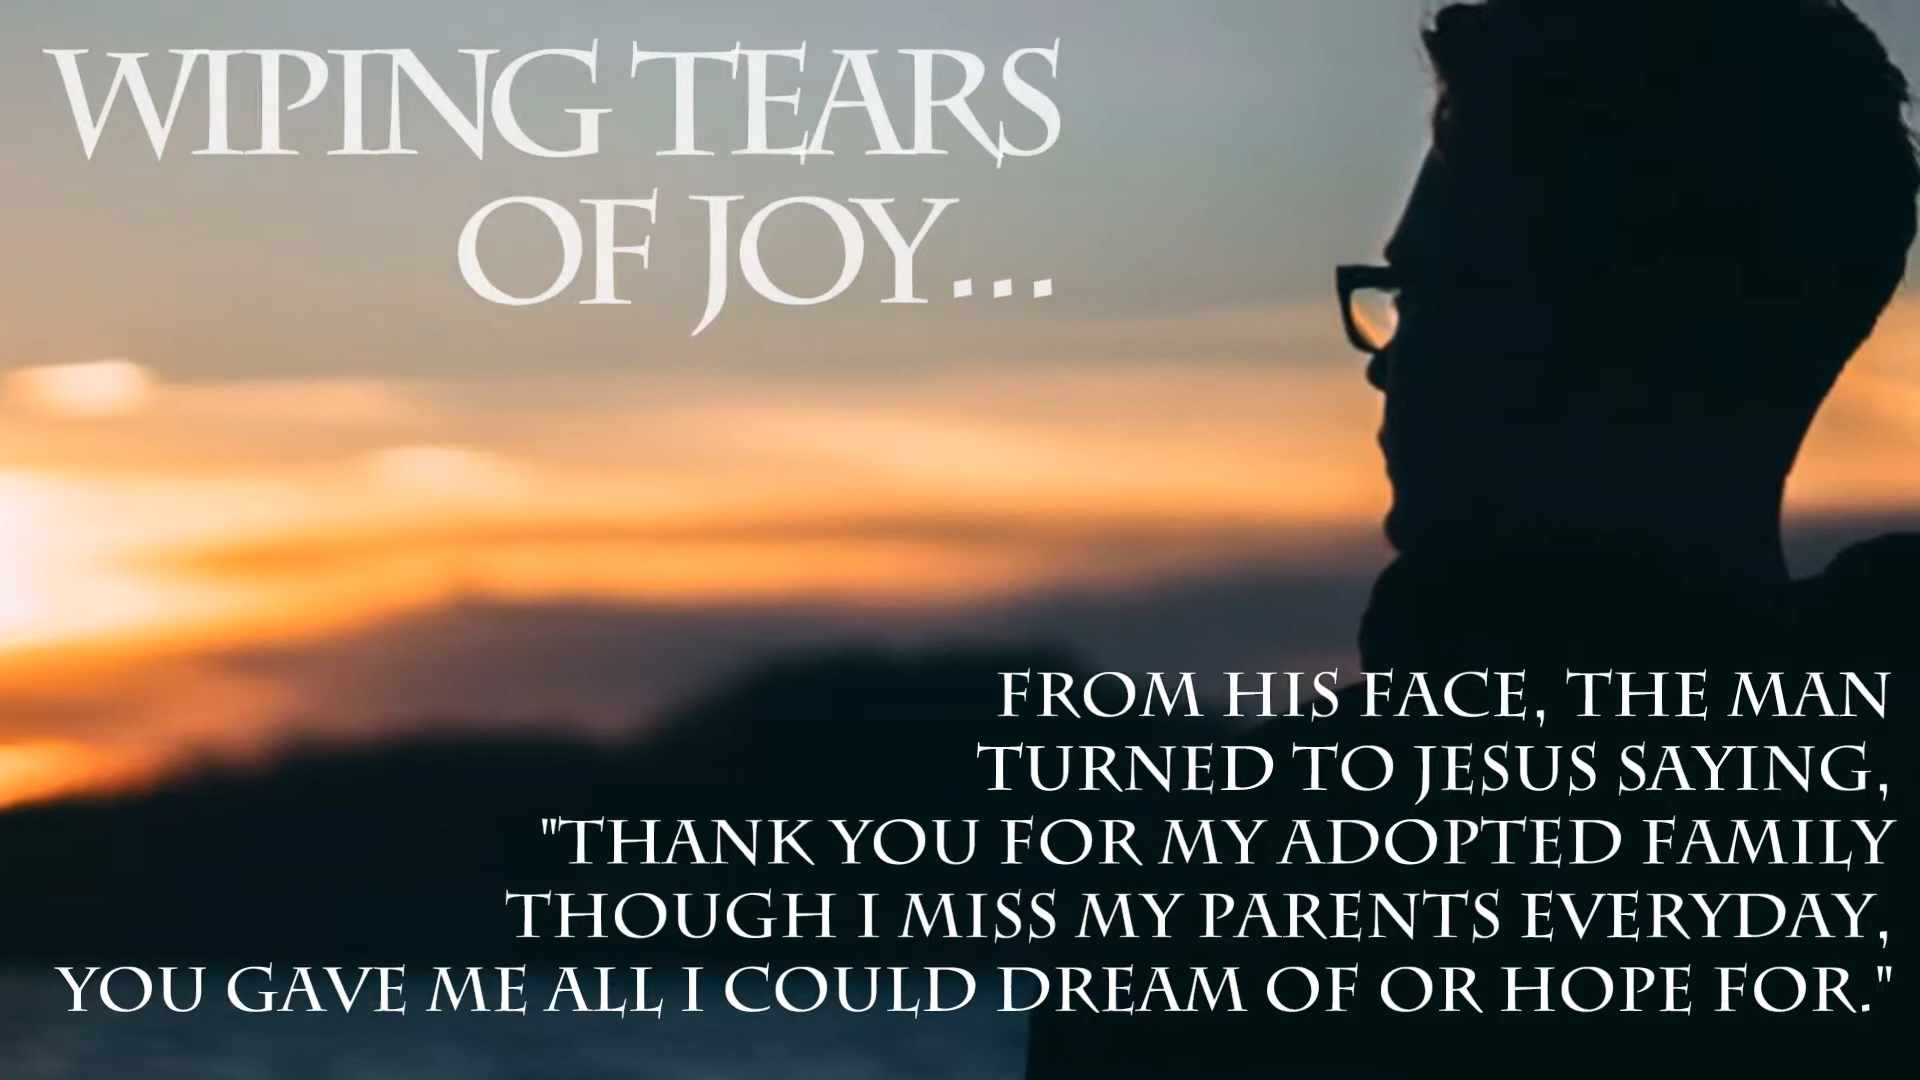 WIPING TEARS
OF JOY...
FROM HIS FACE, THE MAN
TURNED TO JESUS SAYING,
"THANK YOU FOR MY ADOPTED FAMILY
THOUGH I MISS MY PARENTS EVERYDAY,
YOU GAVE ME ALL I COULD DREAM OF OR HOPE FOR."